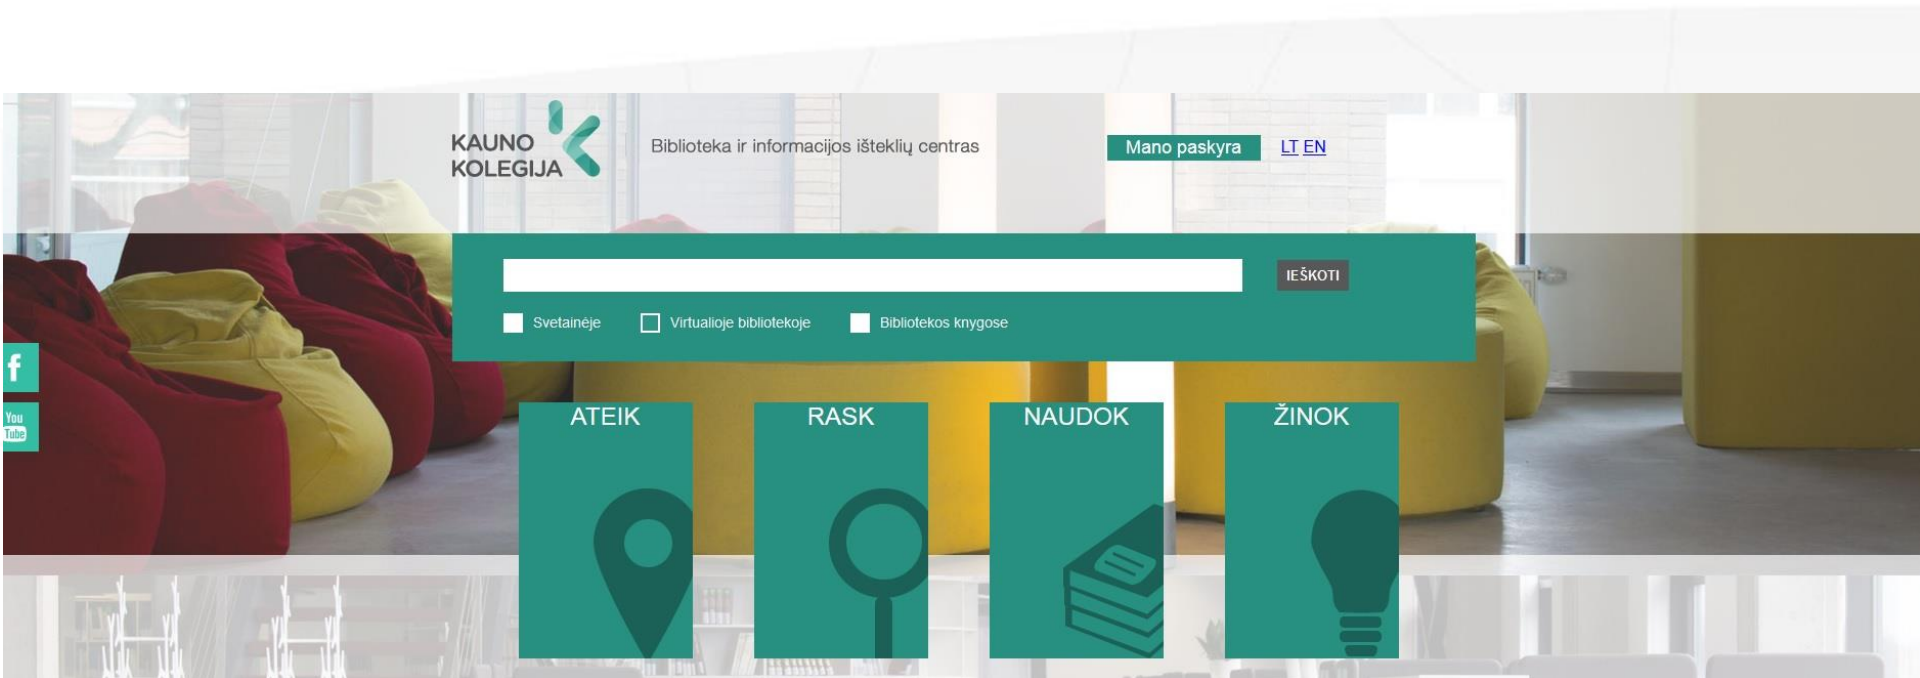 KAUNO
KOLEGIJA
Biblioteka ir informacijos išteklių centras
Mano paskyra
LT EN
IEŠKOTI
Svetainėje
Virtualioje bibliotekoje
Bibliotekos knygose
f
You
Tube
ATEIK
RASK
NAUDOK
ŽINOK